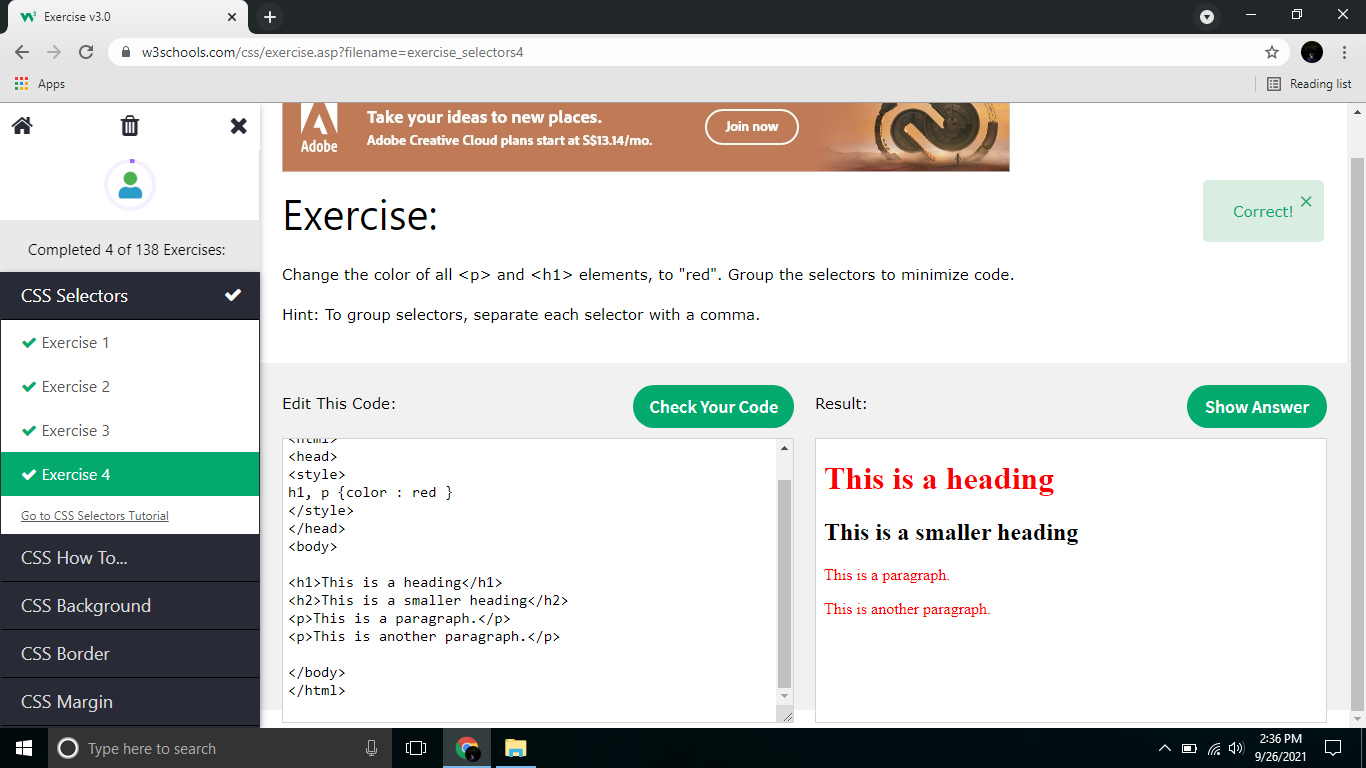 Exercise v3.0
w3schools.com/css/exercise.asp?filename=exercise_selectors4
Apps
Reading list
Adobe
Take your ideas to new places.
Adobe Creative Cloud plans start at S$13.14/mo.
Join now
Completed 4 of 138 Exercises:
CSS Selectors
Exercise 1
Exercise 2
Exercise 3
Exercise 4
Go to CSS Selectors Tutorial
CSS How To...
CSS Background
CSS Border
CSS Margin
Exercise:
Correct!
Change the color of all <p> and <h1> elements, to "red". Group the selectors to minimize code.
Hint: To group selectors, separate each selector with a comma.
Edit This Code:
Check Your Code
<html>
<head>
<style>
h1, p {color : red }
</style>
</head>
<body>
<h1>This is a heading</h1>
<h2>This is a smaller heading</h2>
<p>This is a paragraph.</p>
<p>This is another paragraph.</p>
</body>
</html>
Result:
Show Answer
This is a heading
This is a smaller heading
This is a paragraph.
This is another paragraph.
Type here to search
2:36 PM
9/26/2021